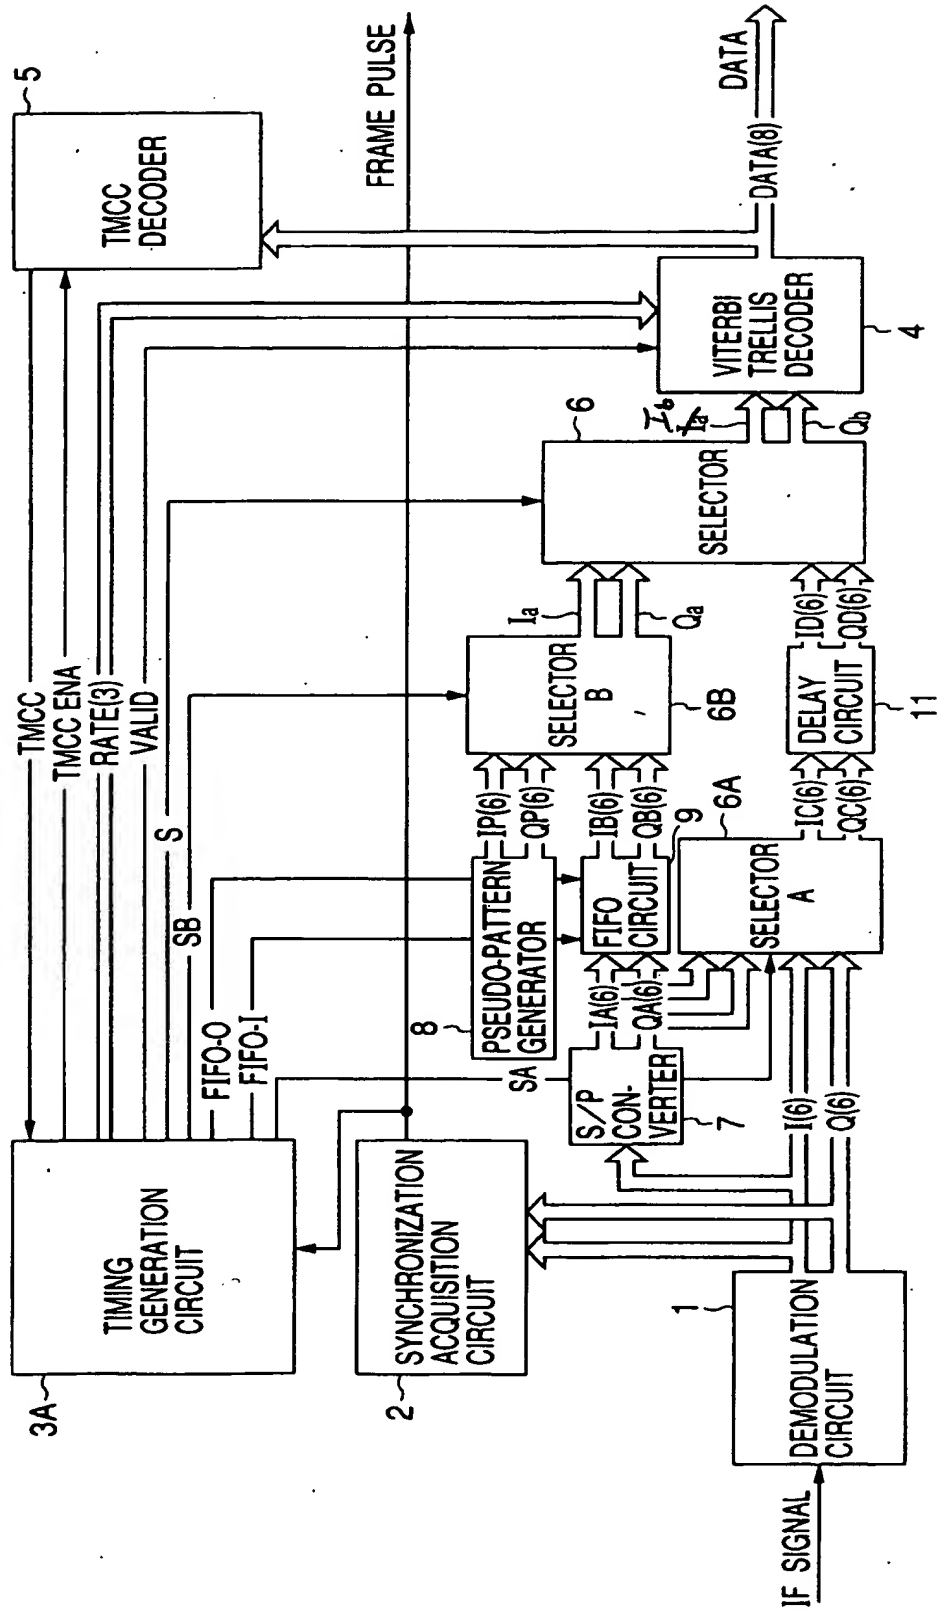 IF SIGNAL
1
DEMODULATION
CIRCUIT
I(6)
Q(6)
2
SYNCHRONIZATION
ACQUISITION
CIRCUIT
FRAME PULSE
3A
TIMING
GENERATION
CIRCUIT
TMCC
TMCC ENA
RATE(3)
VALID
S
SB
FIFO-O
FIFO-I
SA
5
TMCC
DECODER
7
S/P
CON-
VERTER
IA(6)
QA(6)
8
PSEUDO-PATTERN
GENERATOR
IP(6)
QP(6)
9
FIFO
CIRCUIT
IB(6)
QB(6)
6A
SELECTOR
A
IC(6)
QC(6)
6B
SELECTOR
B
Ia
Qa
11
DELAY
CIRCUIT
ID(6)
QD(6)
6
SELECTOR
Ib
Ia
Qb
4
VITERBI
TRELLIS
DECODER
DATA(8)
DATA